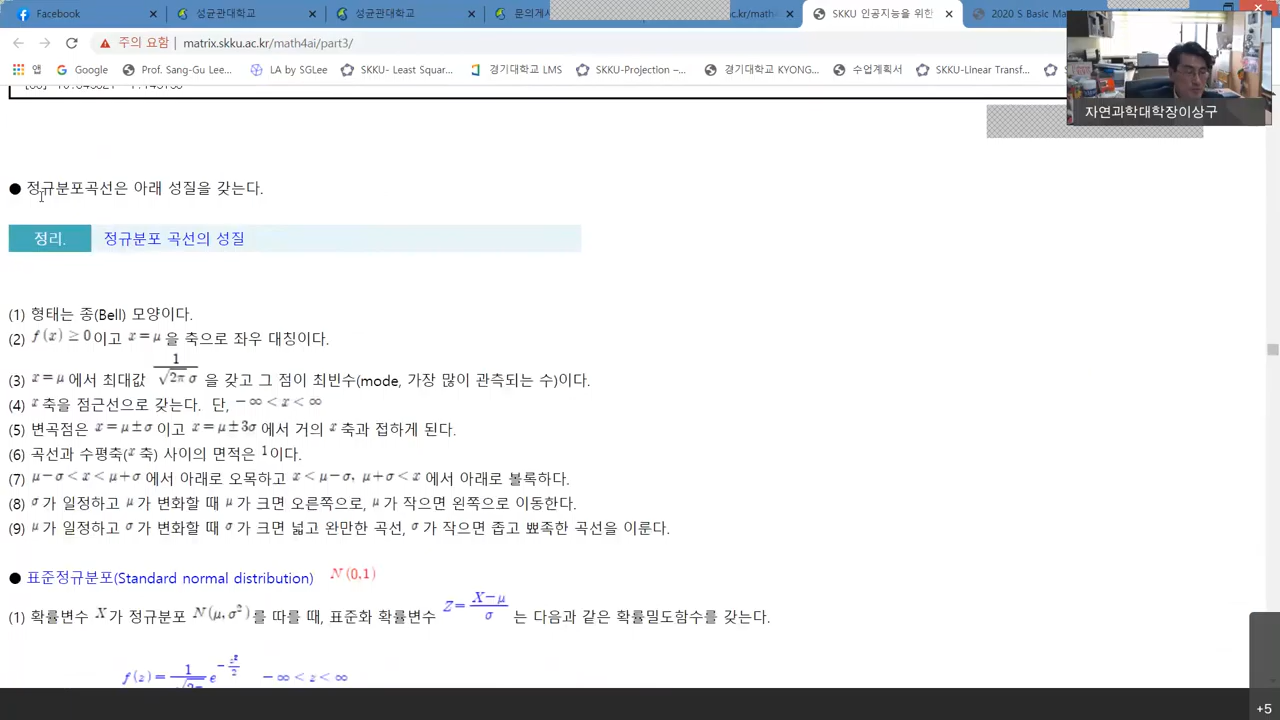 Facebook
성균관대학교
성균관대학교
문의게시
.ac.kr/math4
SKKU 인공지능을 위한
2020 S Basic Math
주의 요함 matrix.skku.ac.kr/math4ai/part3/
앱 Google Prof. Sang-Gu Lee... LA by SGLee SKKU- Least Squar... 경기대학교 LMS SKKU-Projection –... 경기대학교 KYONG... 수업계획서 SKKU-Linear Transf...
자연과학대학장이상구
● 정규분포곡선은 아래 성질을 갖는다.
정리. 정규분포 곡선의 성질
(1) 형태는 종(Bell) 모양이다.
(2) f(x) ≥ 0이고 x = μ 을 축으로 좌우 대칭이다.
(3) x = μ 에서 최대값 1/(√(2π) σ) 을 갖고 그 점이 최빈수(mode, 가장 많이 관측되는 수)이다.
(4) x 축을 점근선으로 갖는다. 단, −∞ < x < ∞
(5) 변곡점은 x = μ ± σ 이고 x = μ ± 3σ 에서 거의 x 축과 접하게 된다.
(6) 곡선과 수평축(x 축) 사이의 면적은 1이다.
(7) μ−σ < x < μ+σ 에서 아래로 오목하고 x < μ−σ, μ+σ < x 에서 아래로 볼록하다.
(8) σ 가 일정하고 μ 가 변화할 때 μ 가 크면 오른쪽으로, μ 가 작으면 왼쪽으로 이동한다.
(9) μ 가 일정하고 σ 가 변화할 때 σ 가 크면 넓고 완만한 곡선, σ 가 작으면 좁고 뾰족한 곡선을 이룬다.
● 표준정규분포(Standard normal distribution) N(0,1)
(1) 확률변수 X 가 정규분포 N(μ, σ²) 를 따를 때, 표준화 확률변수 Z = (X−μ)/σ 는 다음과 같은 확률밀도함수를 갖는다.
f(z) = 1/√(2π) e^(−z²/2) −∞ < z < ∞
+5